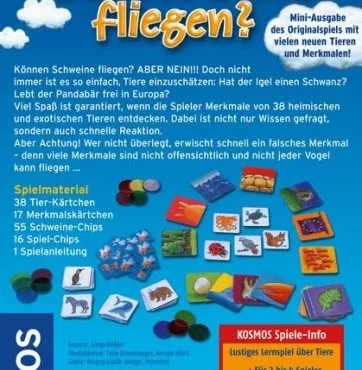 fliegen?
Mini-Ausgabe
des Originalspiels mit
vielen neuen Tieren
und Merkmalen!
Können Schweine fliegen? ABER NEIN!!! Doch nicht
immer ist es so einfach, Tiere einzuschätzen: Hat der Igel einen Schwanz?
Lebt der Pandabär frei in Europa?
Viel Spaß ist garantiert, wenn die Spieler Merkmale von 38 heimischen
und exotischen Tieren entdecken. Dabei ist nicht nur Wissen gefragt,
sondern auch schnelle Reaktion.
Aber Achtung! Wer nicht überlegt, erwischt schnell ein falsches Merkmal
– denn viele Merkmale sind nicht offensichtlich und nicht jeder Vogel
kann fliegen ...
Spielmaterial
38 Tier-Kärtchen
17 Merkmalskärtchen
55 Schweine-Chips
16 Spiel-Chips
1 Spielanleitung
OS
KOSMOS Spiele-Info
Lustiges Lernspiel über Tiere